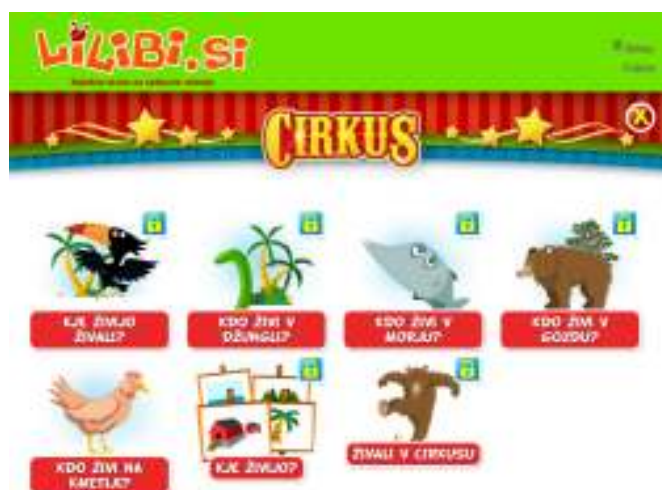 LiLiBi.si
CIRKUS
KJE ŽIVIJO
ŽIVALI?
KDO ŽIVI V
DŽUNGLI?
KDO ŽIVI V
MORJU?
KDO ŽIVI V
GOZDU?
KDO ŽIVI NA
KMETIJI?
KJE ŽIVIJO?
ŽIVALI V CIRKUSU